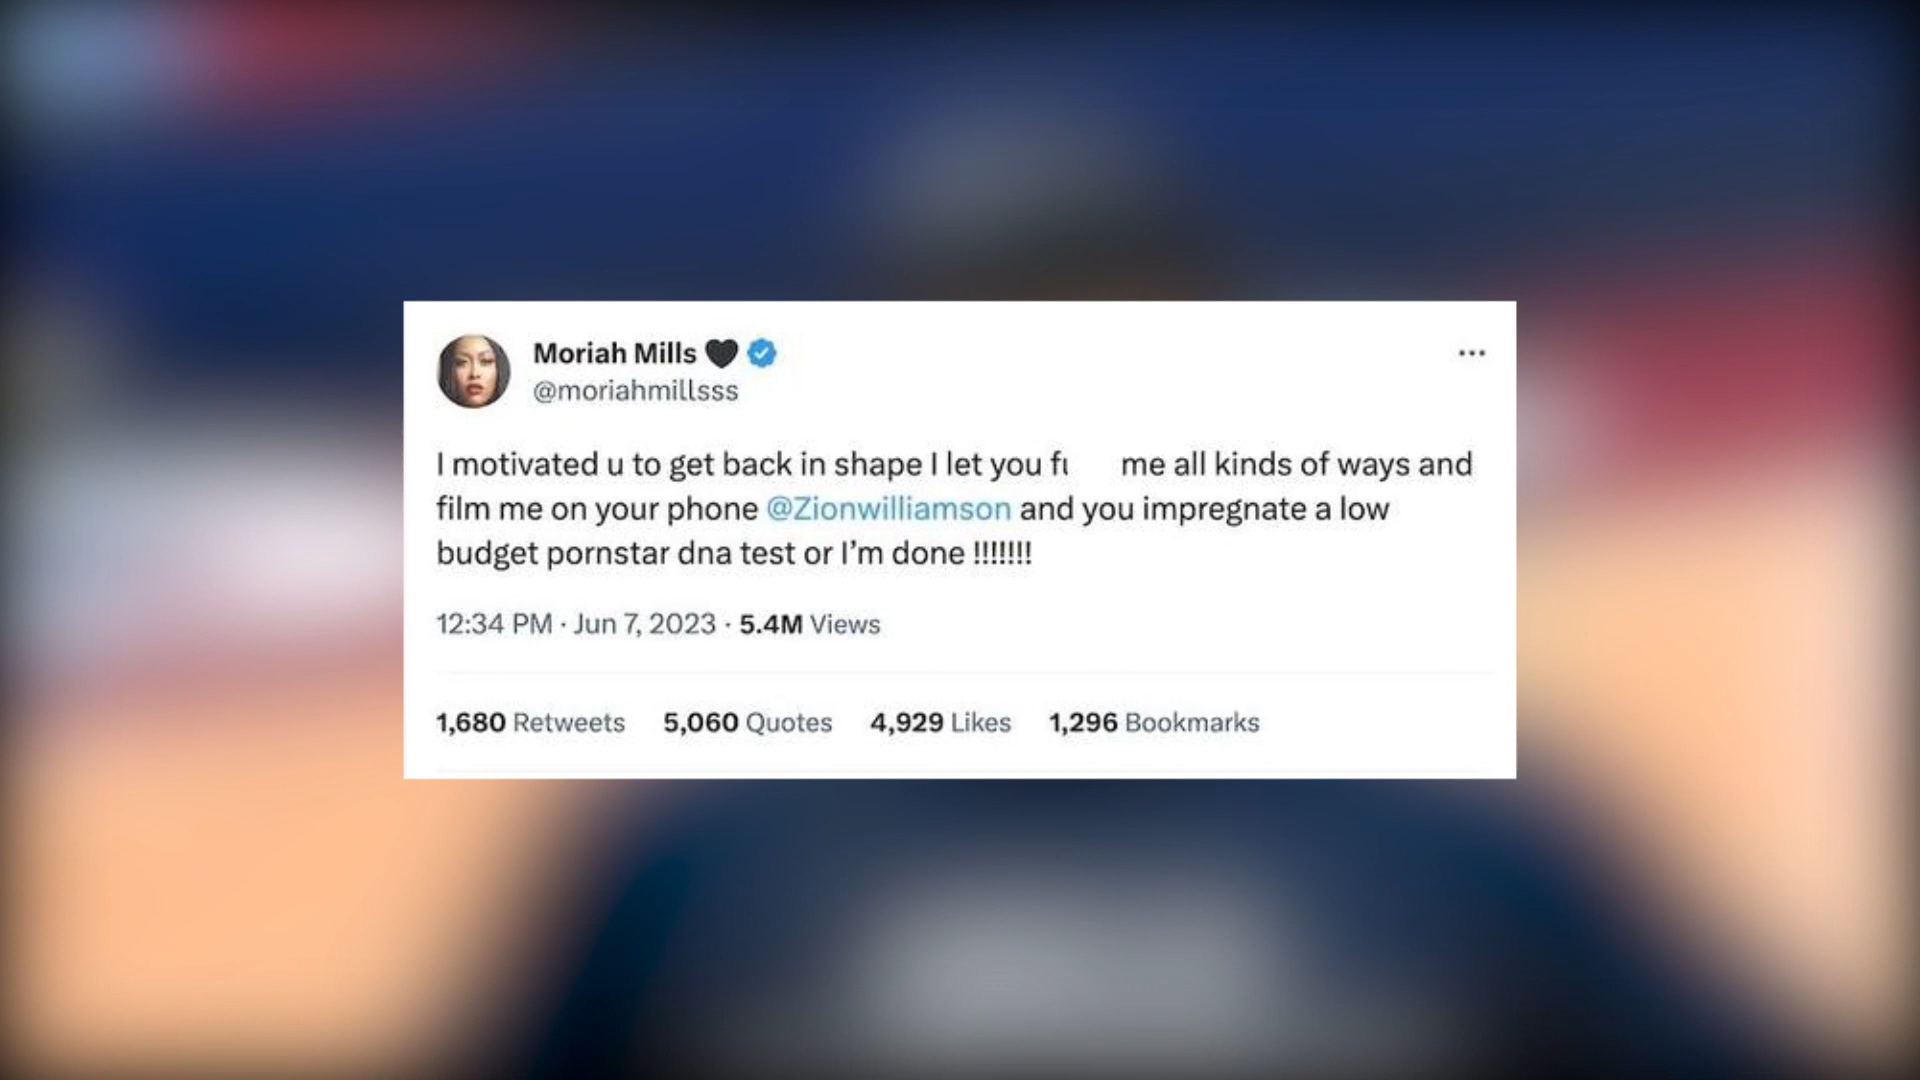 Moriah Mills 🖤
@moriahmillsss
I motivated u to get back in shape I let you fu me all kinds of ways and
film me on your phone @Zionwilliamson and you impregnate a low
budget pornstar dna test or I’m done !!!!!!!
12:34 PM · Jun 7, 2023 · 5.4M Views
1,680 Retweets 5,060 Quotes 4,929 Likes 1,296 Bookmarks